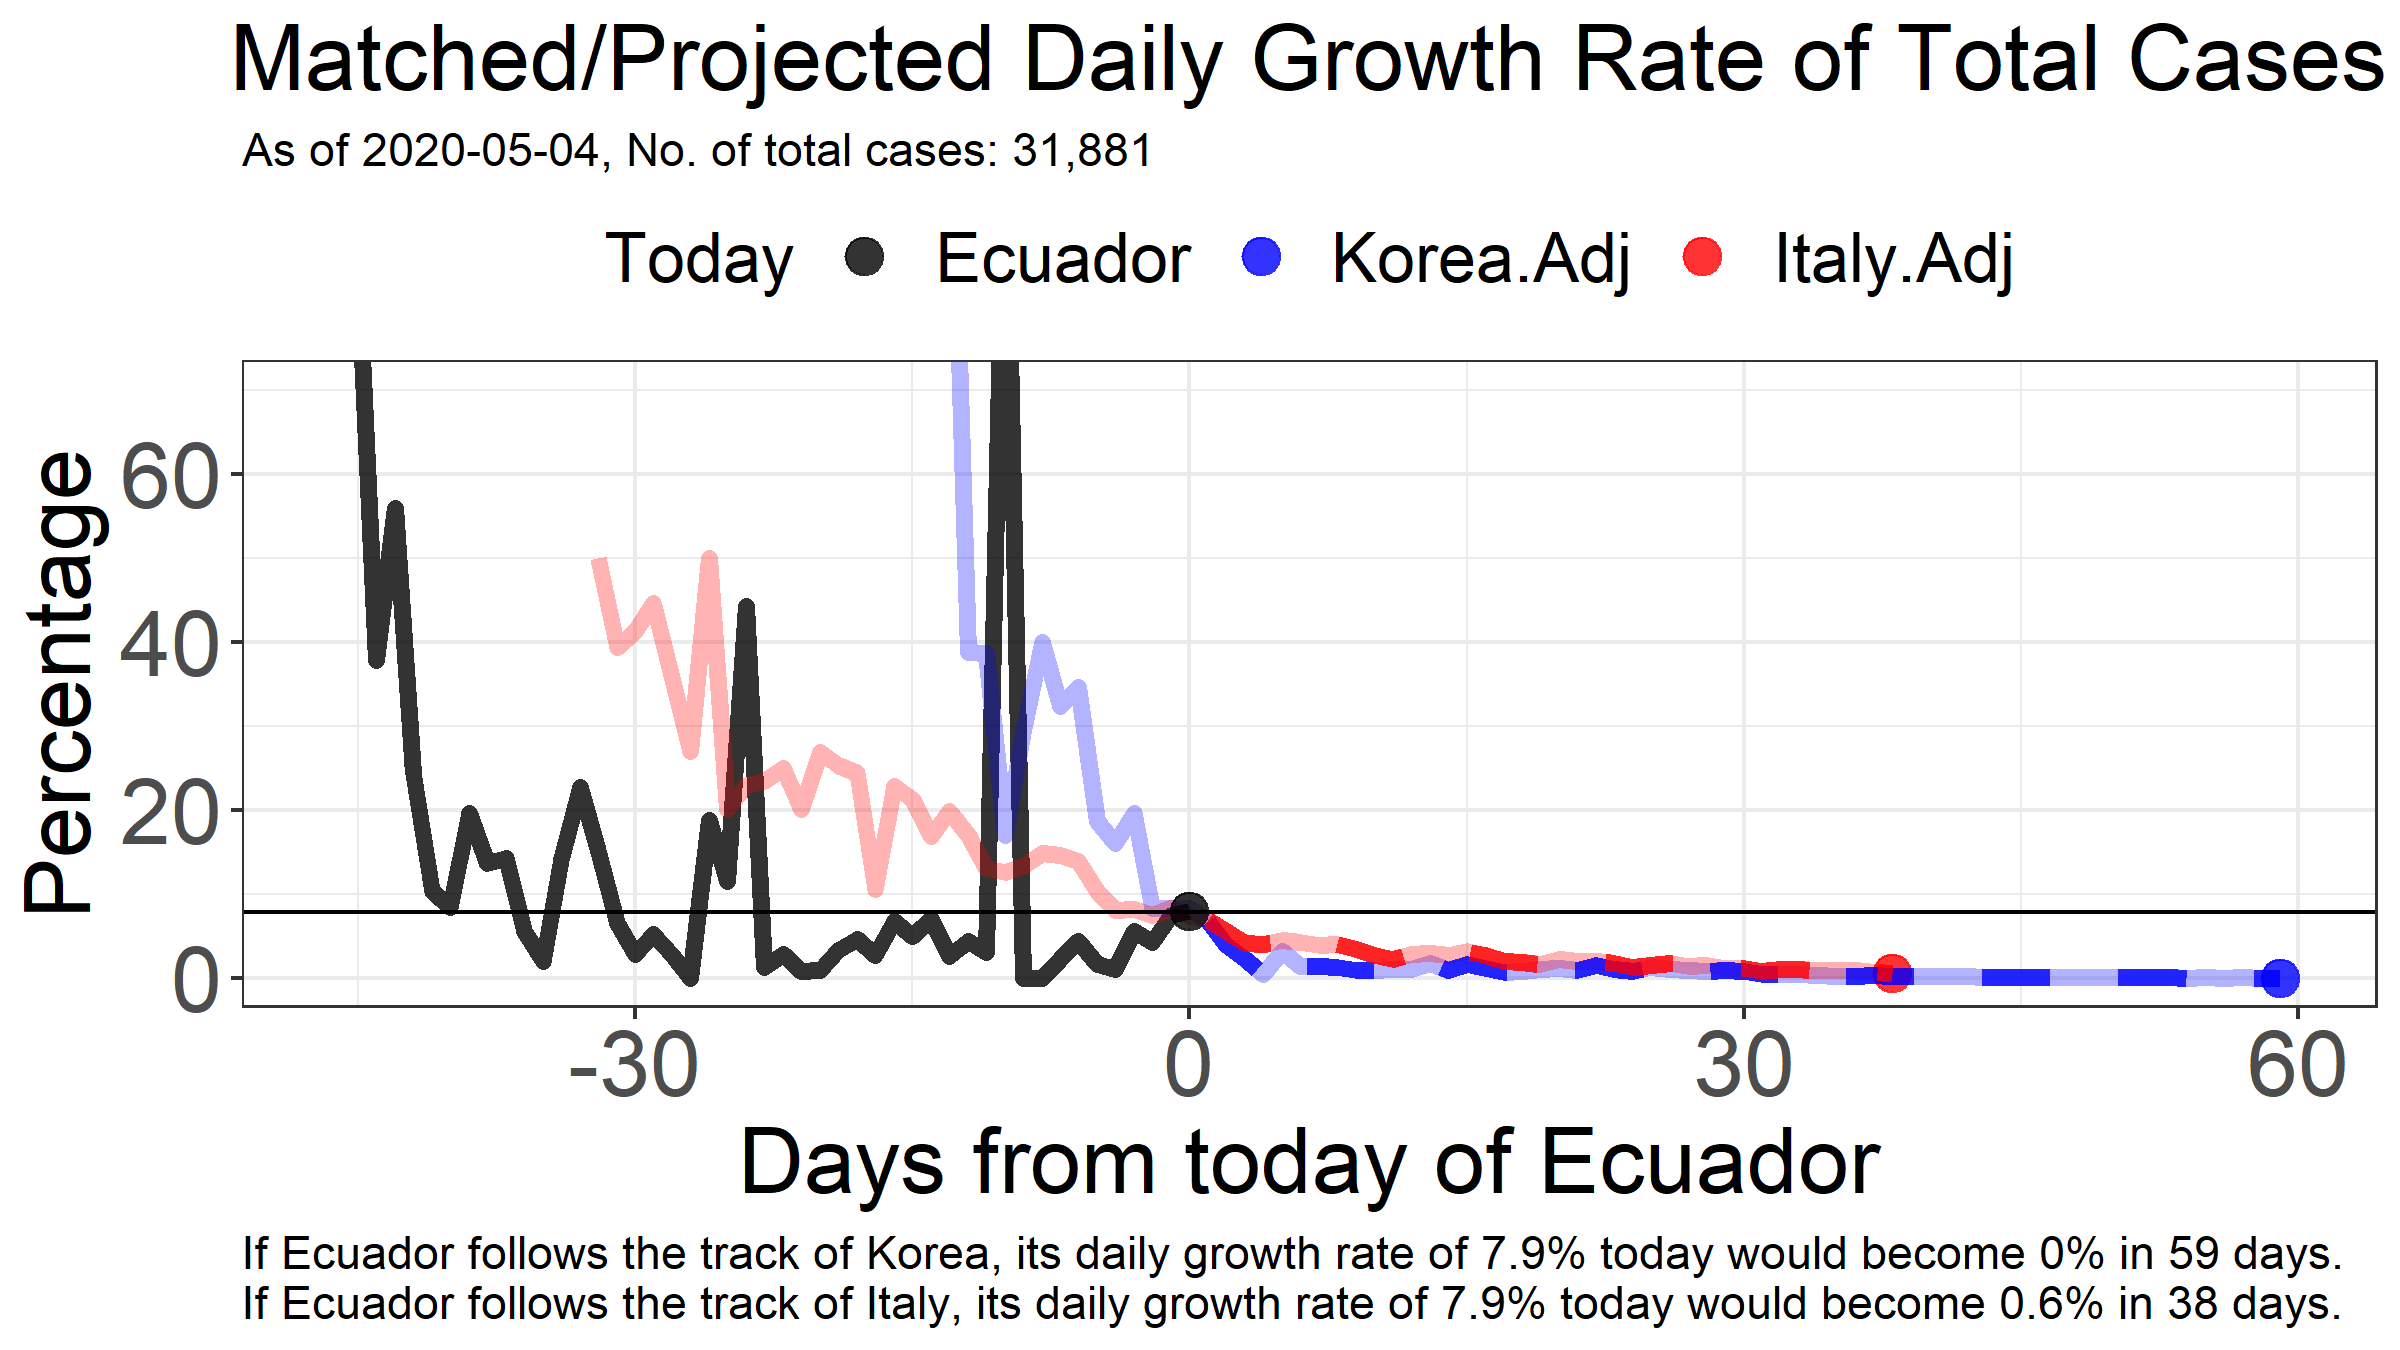 Matched/Projected Daily Growth Rate of Total Cases
As of 2020-05-04, No. of total cases: 31,881
Today Ecuador Korea.Adj Italy.Adj
Percentage
60
40
20
0
-30 0 30 60
Days from today of Ecuador
If Ecuador follows the track of Korea, its daily growth rate of 7.9% today would become 0% in 59 days.
If Ecuador follows the track of Italy, its daily growth rate of 7.9% today would become 0.6% in 38 days.